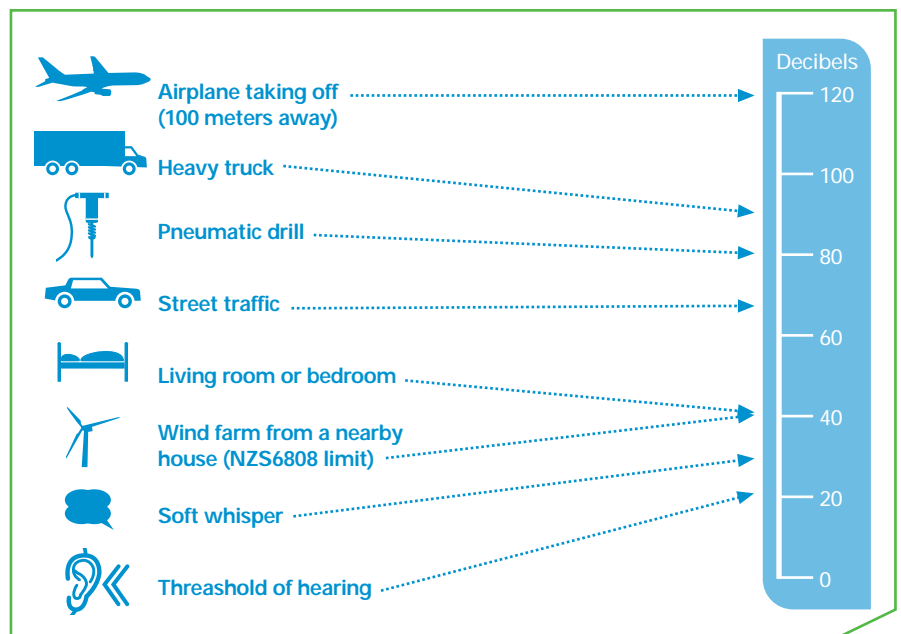 Decibels
Airplane taking off
(100 meters away)
120
Heavy truck
100
Pneumatic drill
80
Street traffic
60
Living room or bedroom
40
Wind farm from a nearby
house (NZS6808 limit)
Soft whisper
20
Threashold of hearing
0